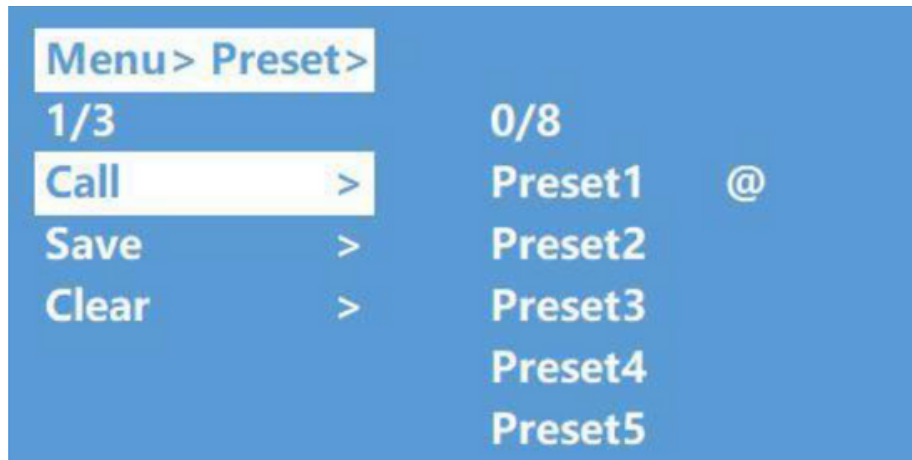 Menu> Preset>
1/3 0/8
Call > Preset1 @
Save > Preset2
Clear > Preset3
Preset4
Preset5